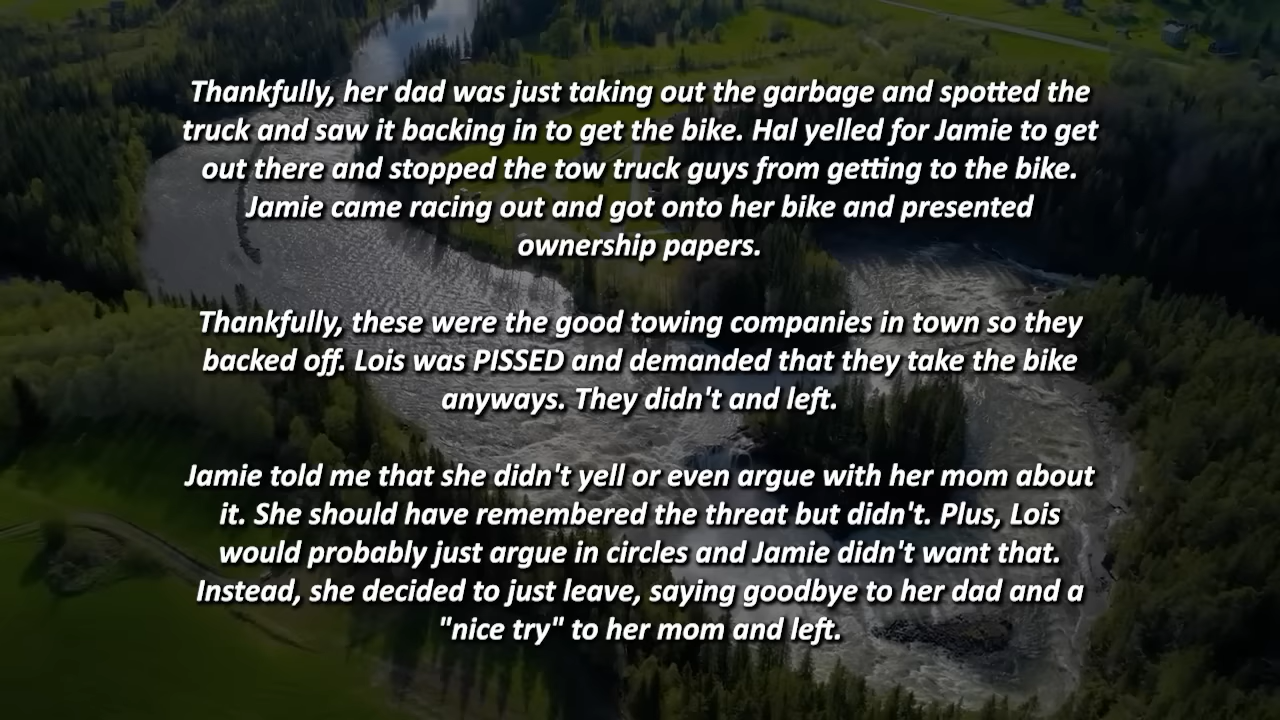 Thankfully, her dad was just taking out the garbage and spotted the
truck and saw it backing in to get the bike. Hal yelled for Jamie to get
out there and stopped the tow truck guys from getting to the bike.
Jamie came racing out and got onto her bike and presented
ownership papers.
Thankfully, these were the good towing companies in town so they
backed off. Lois was PISSED and demanded that they take the bike
anyways. They didn't and left.
Jamie told me that she didn't yell or even argue with her mom about
it. She should have remembered the threat but didn't. Plus, Lois
would probably just argue in circles and Jamie didn't want that.
Instead, she decided to just leave, saying goodbye to her dad and a
"nice try" to her mom and left.